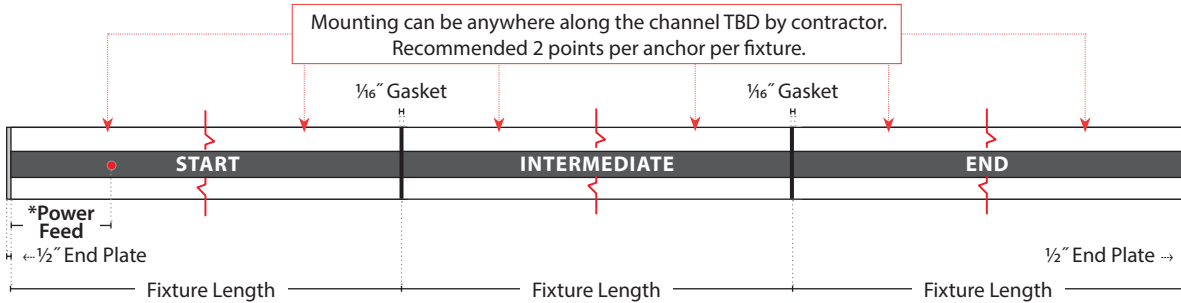 Mounting can be anywhere along the channel TBD by contractor.
Recommended 2 points per anchor per fixture.
1⁄16″ Gasket
1⁄16″ Gasket
START
INTERMEDIATE
END
*Power
Feed
←½″ End Plate
½″ End Plate →
Fixture Length
Fixture Length
Fixture Length